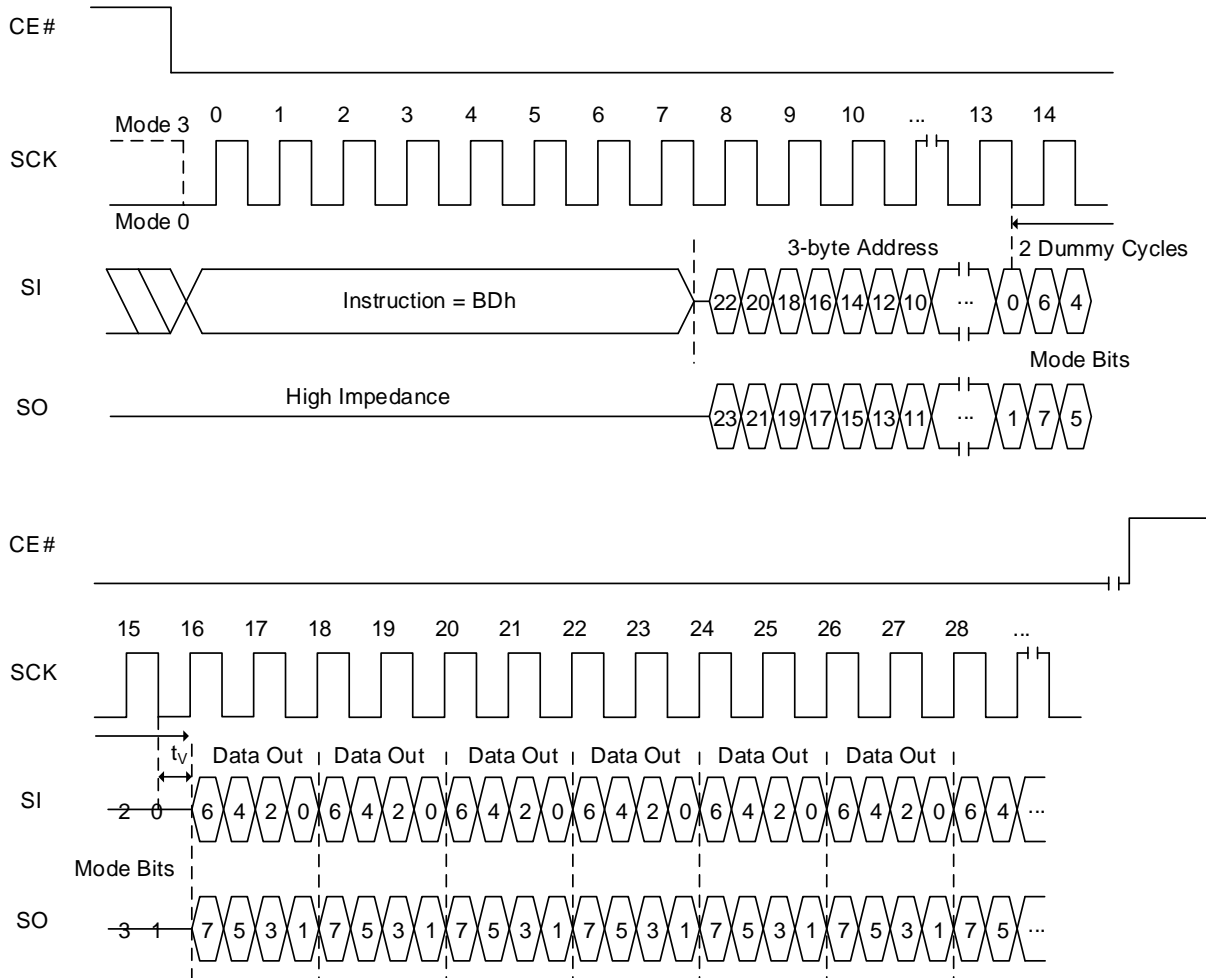 CE#
0 1 2 3 4 5 6 7 8 9 10 ... 13 14
Mode 3
SCK
Mode 0
3-byte Address 2 Dummy Cycles
SI
Instruction = BDh
22 20 18 16 14 12 10 ... 0 6 4
Mode Bits
SO
High Impedance
23 21 19 17 15 13 11 ... 1 7 5
CE#
15 16 17 18 19 20 21 22 23 24 25 26 27 28 ...
SCK
tV Data Out Data Out Data Out Data Out Data Out Data Out
SI
2 0 6 4 2 0 6 4 2 0 6 4 2 0 6 4 2 0 6 4 2 0 6 4 2 0 6 4 ...
Mode Bits
SO
3 1 7 5 3 1 7 5 3 1 7 5 3 1 7 5 3 1 7 5 3 1 7 5 3 1 7 5 ...